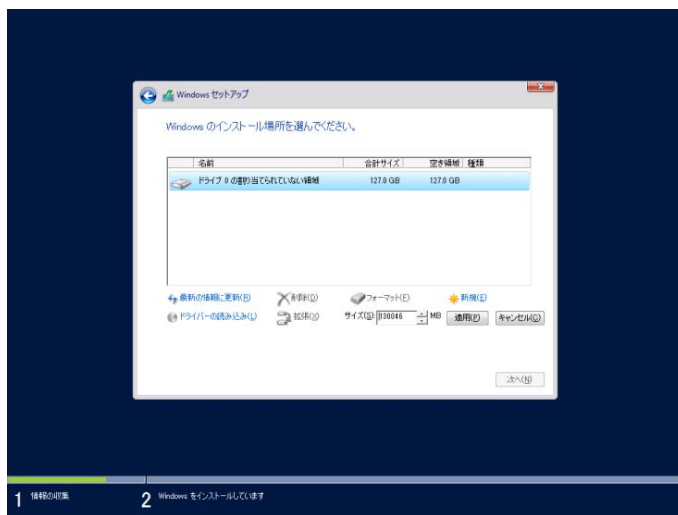 Windows セットアップ
Windows のインストール場所を選んでください。
名前 合計サイズ 空き領域 種類
ドライブ 0 の割り当てられていない領域 127.0 GB 127.0 GB
最新の情報に更新(R) 削除(D) フォーマット(F) 新規(E)
ドライバーの読み込み(L) 拡張(X) サイズ(S): 130046 MB 適用(P) キャンセル(C)
次へ(N)
1 情報の収集 2 Windows をインストールしています